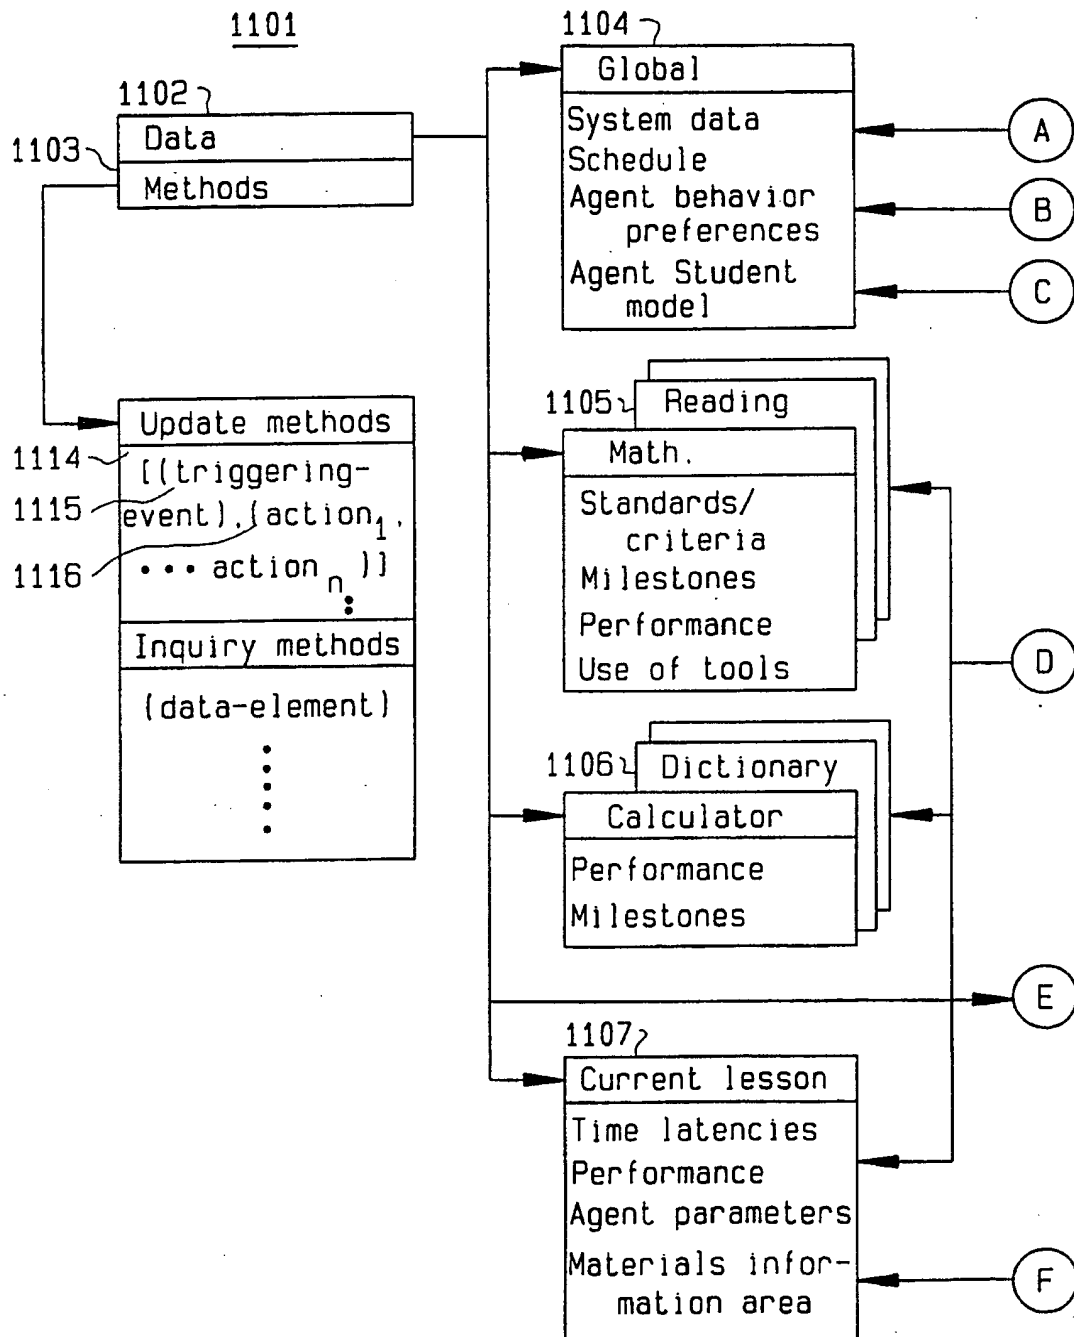 1101
1102
Data
1103
Methods
Update methods
1114
[((triggering-
1115
event),(action1,
1116
••• action n )]
Inquiry methods
(data-element)
1104
Global
System data
Schedule
Agent behavior
preferences
Agent Student
model
A
B
C
1105
Reading
Math.
Standards/
criteria
Milestones
Performance
Use of tools
D
1106
Dictionary
Calculator
Performance
Milestones
E
1107
Current lesson
Time latencies
Performance
Agent parameters
Materials infor-
mation area
F